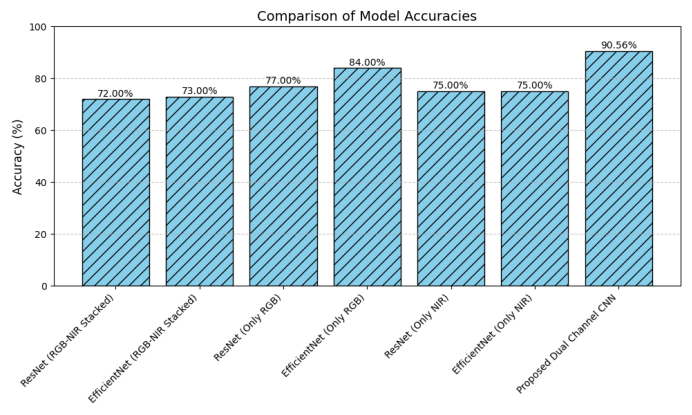 Comparison of Model Accuracies
Accuracy (%)
100
80
60
40
20
0
72.00%
73.00%
77.00%
84.00%
75.00%
75.00%
90.56%
ResNet (RGB-NIR Stacked)
EfficientNet (RGB-NIR Stacked)
ResNet (Only RGB)
EfficientNet (Only RGB)
ResNet (Only NIR)
EfficientNet (Only NIR)
Proposed Dual Channel CNN